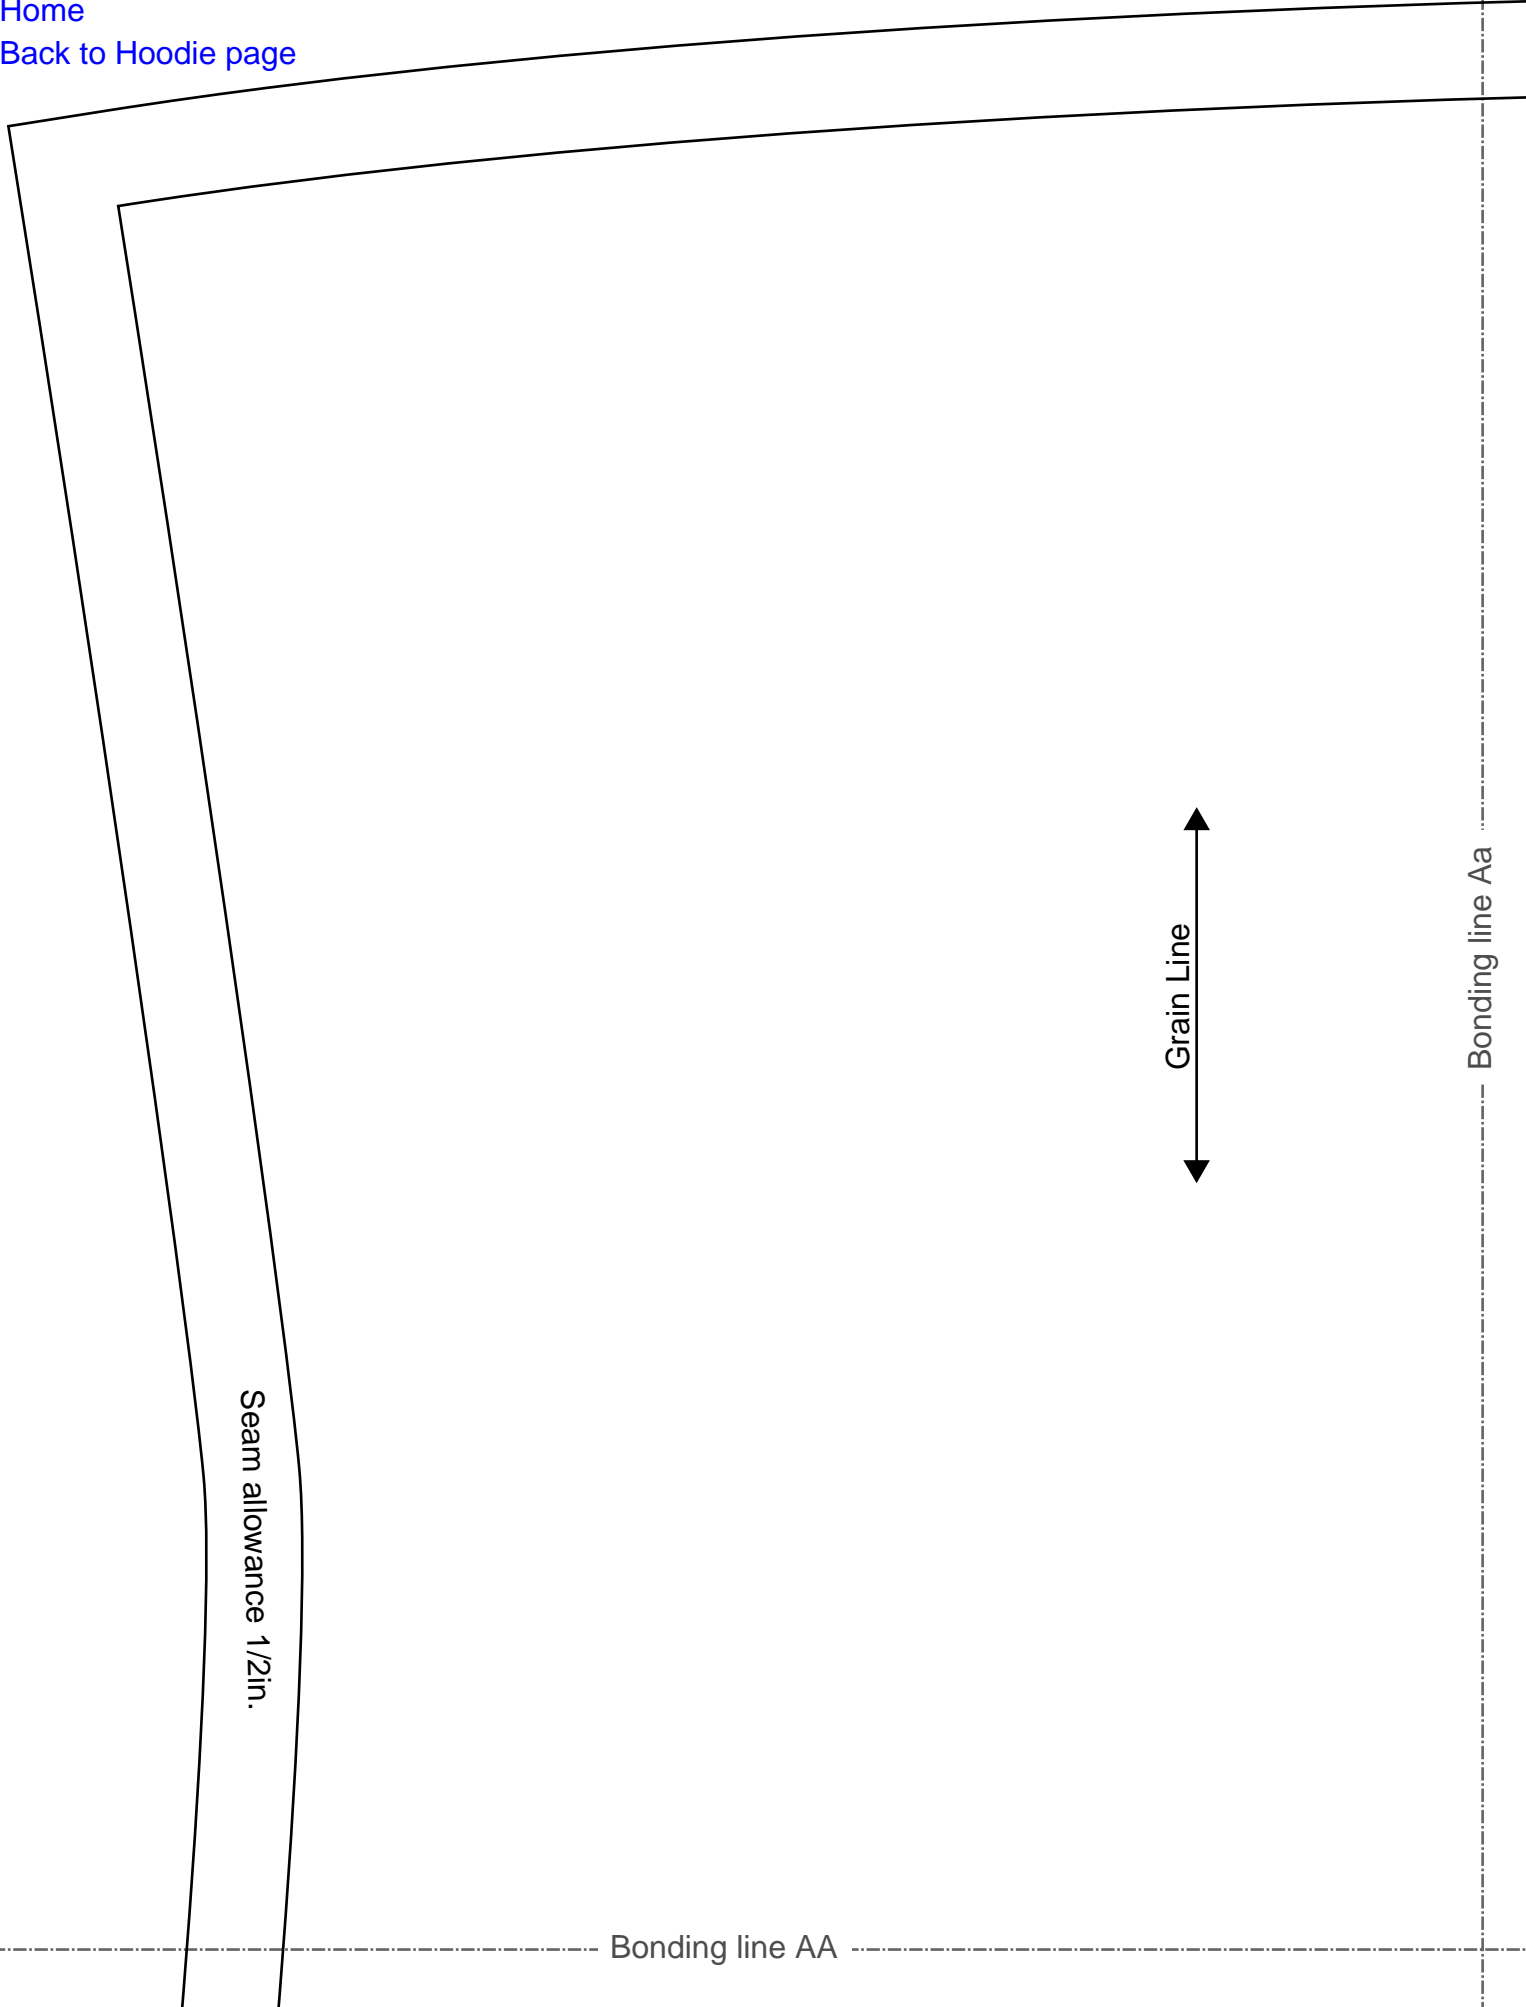 Home
Back to Hoodie page
Grain Line
Bonding line Aa
Seam allowance 1/2in.
Bonding line AA